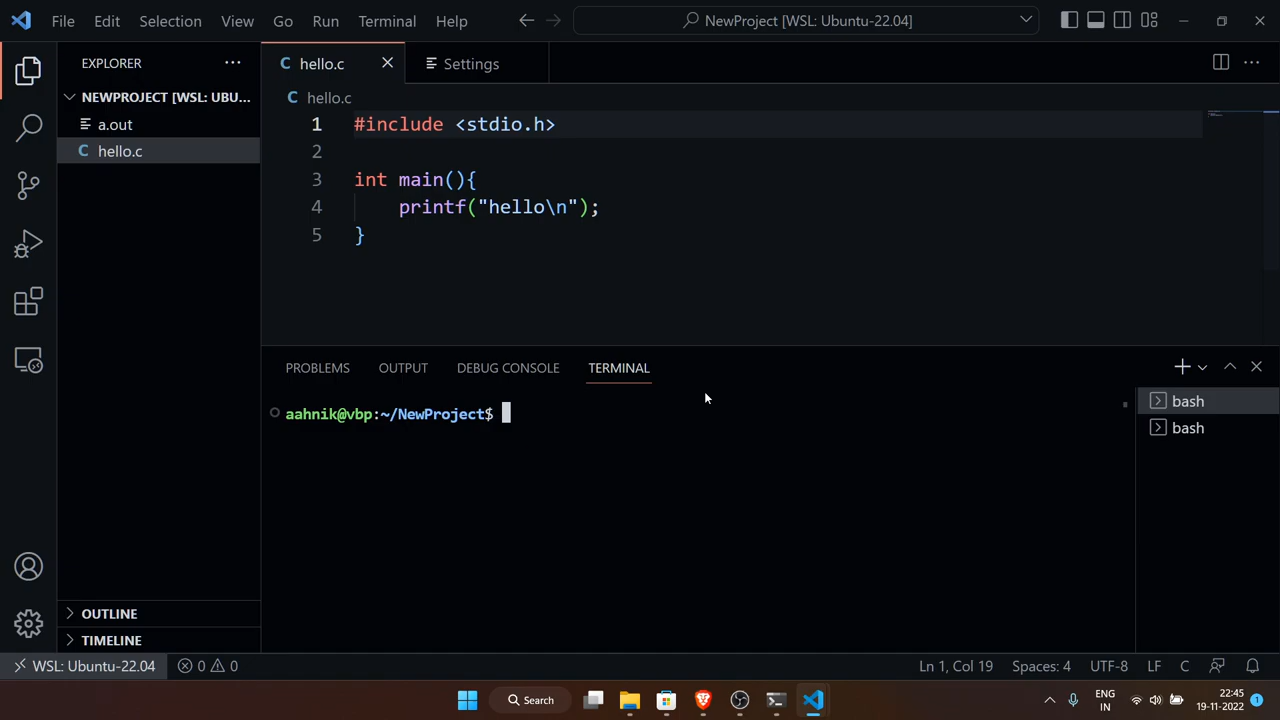 File Edit Selection View Go Run Terminal Help
NewProject [WSL: Ubuntu-22.04]
EXPLORER
NEWPROJECT [WSL: UBU...
a.out
C hello.c
C hello.c
Settings
C hello.c
1 #include <stdio.h>
2
3 int main(){
4 printf("hello\n");
5 }
PROBLEMS OUTPUT DEBUG CONSOLE TERMINAL
aahnik@vbp:~/NewProject$
bash
bash
OUTLINE
TIMELINE
WSL: Ubuntu-22.04 0 0 Ln 1, Col 19 Spaces: 4 UTF-8 LF C
Search
ENG
IN
22:45
19-11-2022
1